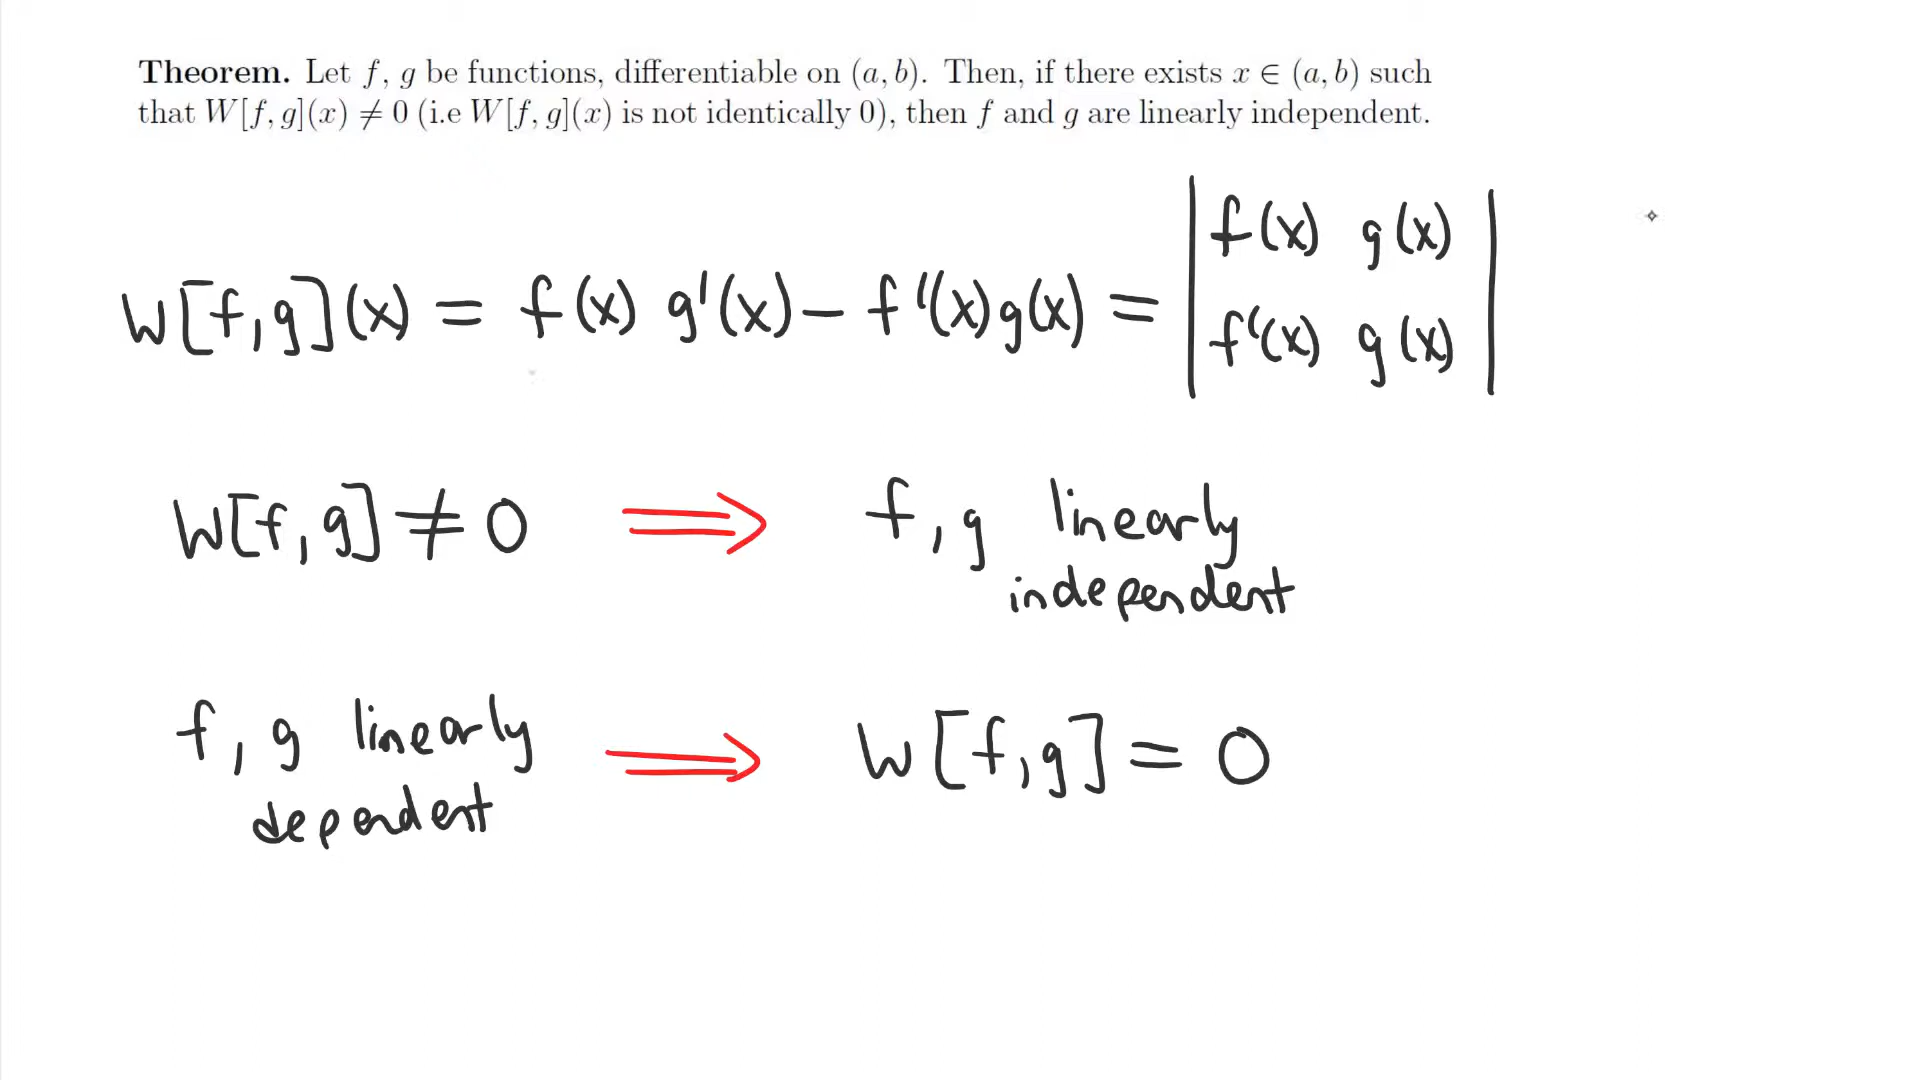 Theorem. Let f, g be functions, differentiable on (a, b). Then, if there exists x ∈ (a, b) such
that W[f, g](x) ≠ 0 (i.e W[f, g](x) is not identically 0), then f and g are linearly independent.
W[f,g](x) = f(x) g'(x) - f'(x)g(x) = | f(x) g(x) |
| f'(x) g(x) |
W[f,g] ≠ 0 ⟹ f, g linearly
independent
f, g linearly ⟹ W[f,g] = 0
dependent